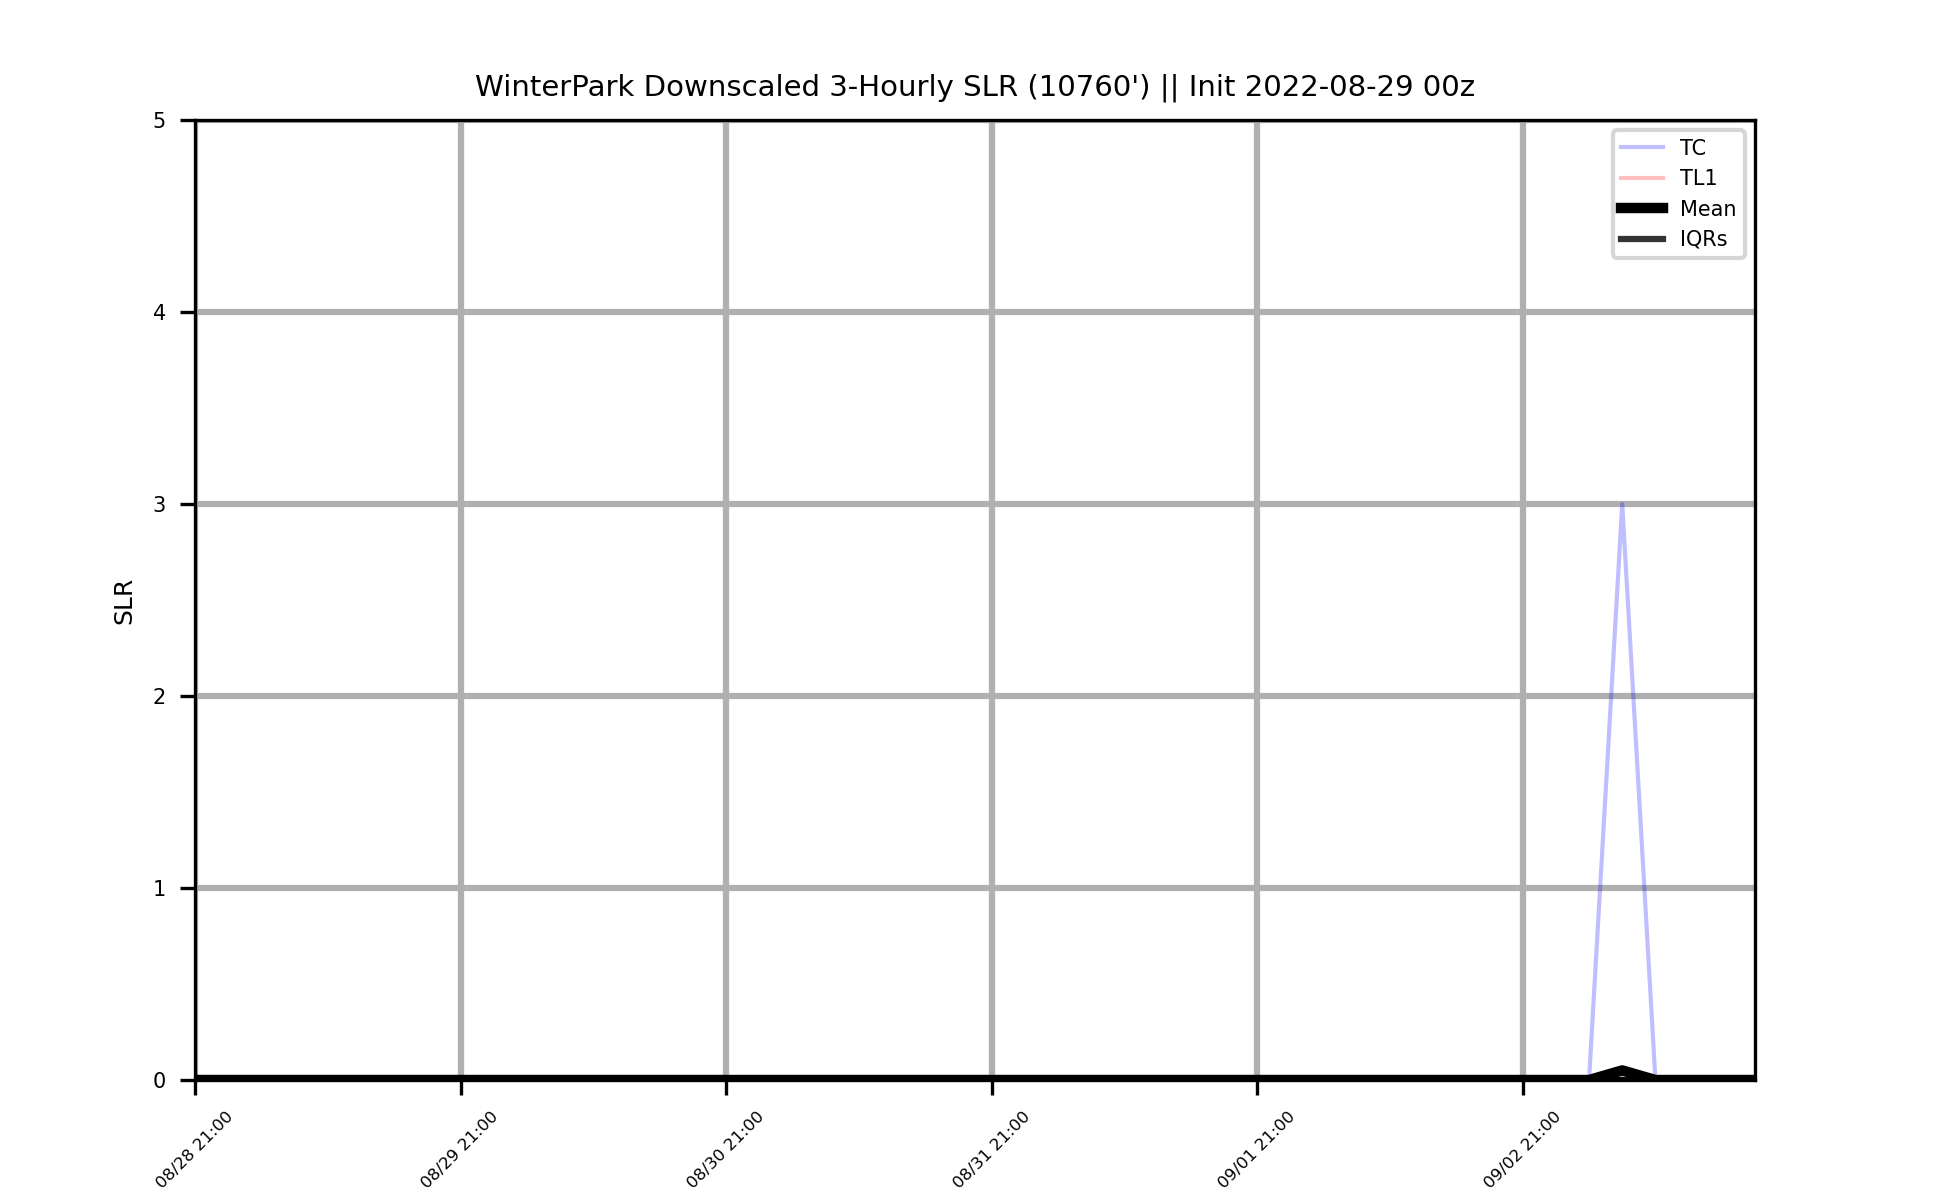 WinterPark Downscaled 3-Hourly SLR (10760') || Init 2022-08-29 00z
5
4
3
2
1
0
SLR
TC
TL1
Mean
IQRs
08/28 21:00
08/29 21:00
08/30 21:00
08/31 21:00
09/01 21:00
09/02 21:00